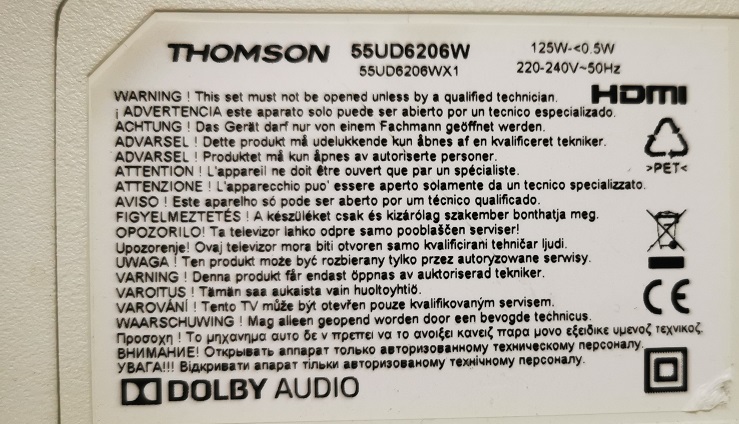 THOMSON 55UD6206W 125W-<0.5W
55UD6206WX1 220-240V~50Hz
WARNING ! This set must not be opened unless by a qualified technician. HDMI
¡ ADVERTENCIA este aparato solo puede ser abierto por un tecnico especializado.
ACHTUNG ! Das Gerät darf nur von einem Fachmann geöffnet werden.
ADVARSEL ! Dette produkt må udelukkende kun åbnes af en kvalificeret tekniker.
ADVARSEL ! Produktet må kun åpnes av autoriserte personer.
ATTENTION ! L'appareil ne doit être ouvert que par un spécialiste.
>PET<
ATTENZIONE ! L'apparecchio puo' essere aperto solamente da un tecnico specializzato.
AVISO ! Este aparelho só pode ser aberto por um técnico qualificado.
FIGYELMEZTETÉS ! A készüléket csak és kizárólag szakember bonthatja meg.
OPOZORILO! Ta televizor lahko odpre samo pooblaščen serviser!
Upozorenje! Ovaj televizor mora biti otvoren samo kvalificirani tehničar ljudi.
UWAGA ! Ten produkt może być rozbierany tylko przez autoryzowane serwisy.
VARNING ! Denna produkt får endast öppnas av auktoriserad tekniker.
VAROITUS ! Tämän saa aukaista vain huoltoyhtiö.
CE
VAROVÁNÍ ! Tento TV může být otevřen pouze kvalifikovaným servisem.
WAARSCHUWING ! Mag alleen geopend worden door een bevogde technicus.
Προσοχη ! Το μηχανημα αυτο δε ν πρεπει να το ανοιξει κανεις παρα μονο εξειδικε υμενος τεχνικος.
ВНИМАНИЕ! Открывать аппарат только авторизованному техническому персоналу.
УВАГА!!! Відкривати апарат тільки авторизованому технічному персоналу.
DOLBY AUDIO